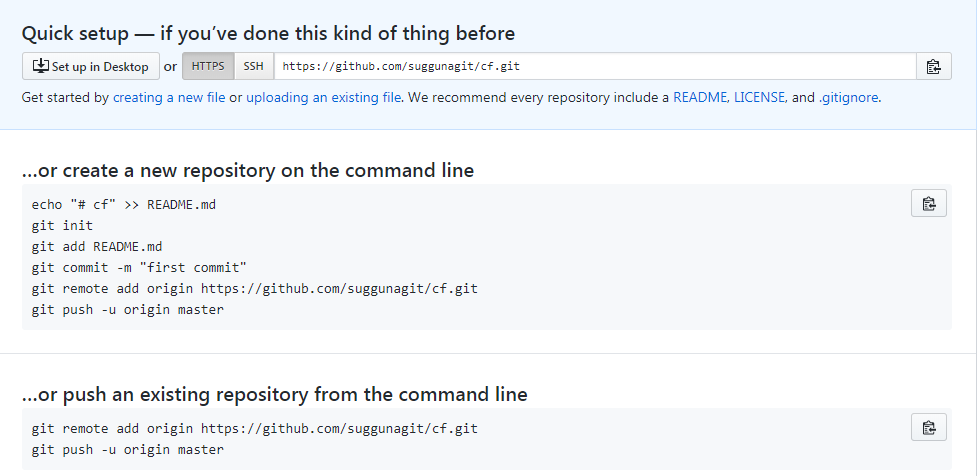 Quick setup — if you’ve done this kind of thing before
Set up in Desktop or HTTPS SSH https://github.com/suggunagit/cf.git
Get started by creating a new file or uploading an existing file. We recommend every repository include a README, LICENSE, and .gitignore.
…or create a new repository on the command line
echo "# cf" >> README.md
git init
git add README.md
git commit -m "first commit"
git remote add origin https://github.com/suggunagit/cf.git
git push -u origin master
…or push an existing repository from the command line
git remote add origin https://github.com/suggunagit/cf.git
git push -u origin master